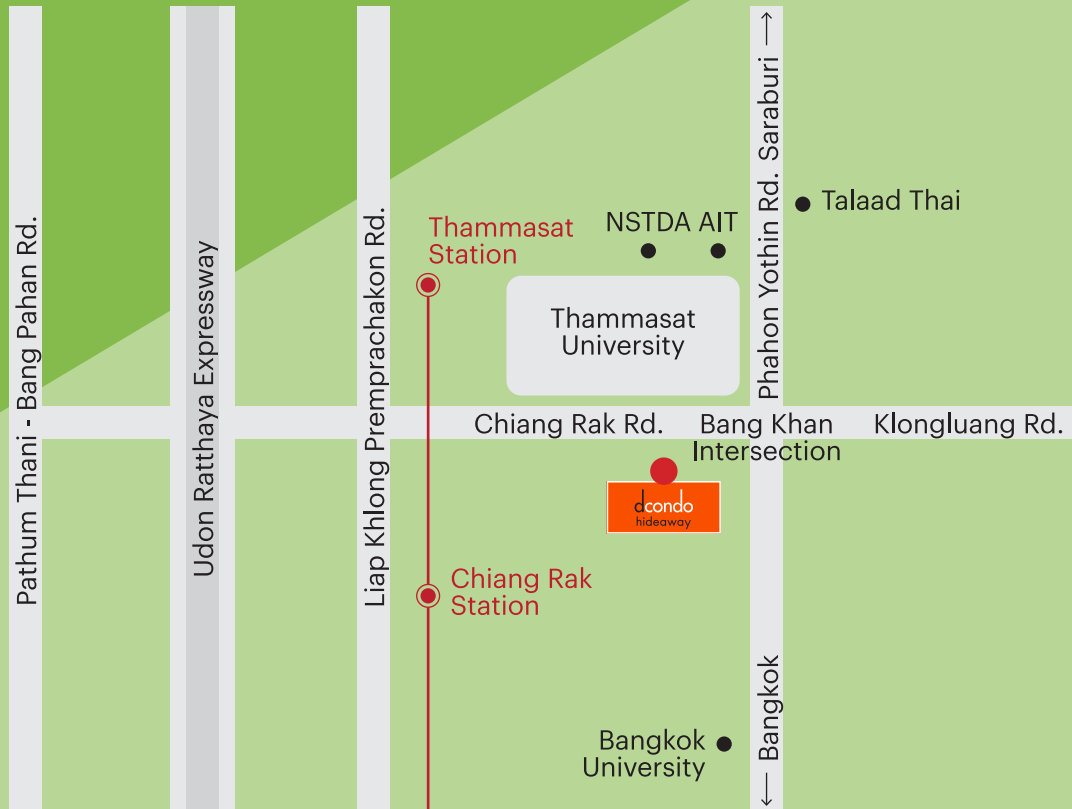 Pathum Thani - Bang Pahan Rd.
Udon Ratthaya Expressway
Liap Khlong Premprachakon Rd.
Thammasat
Station
NSTDA AIT
Thammasat
University
Phahon Yothin Rd. Saraburi →
Talaad Thai
Chiang Rak Rd.
Bang Khan
Intersection
Klongluang Rd.
dcondo
hideaway
Chiang Rak
Station
Bangkok
University
← Bangkok